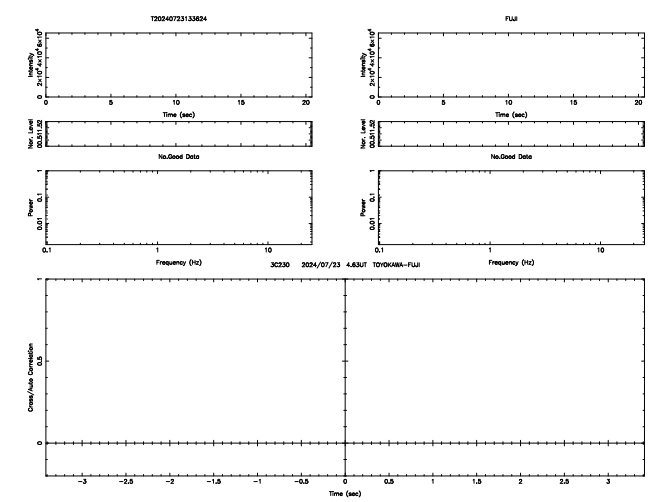 T20240723133624 FUJI
Intensity 0 2×10⁴ 4×10⁴ 6×10⁴ Intensity 0 2×10⁴ 4×10⁴ 6×10⁴
0 5 10 15 20 0 5 10 15 20
Time (sec) Time (sec)
Nor. Level 00.511.52 Nor. Level 00.511.52
No.Good Data No.Good Data
Power 0.01 0.1 1 Power 0.01 0.1 1
0.1 1 10 0.1 1 10
Frequency (Hz) Frequency (Hz)
3C230 2024/07/23 4.63UT TOYOKAWA-FUJI
Cross/Auto Correlation 0 0.5 1
-3 -2.5 -2 -1.5 -1 -0.5 0 0.5 1 1.5 2 2.5 3
Time (sec)